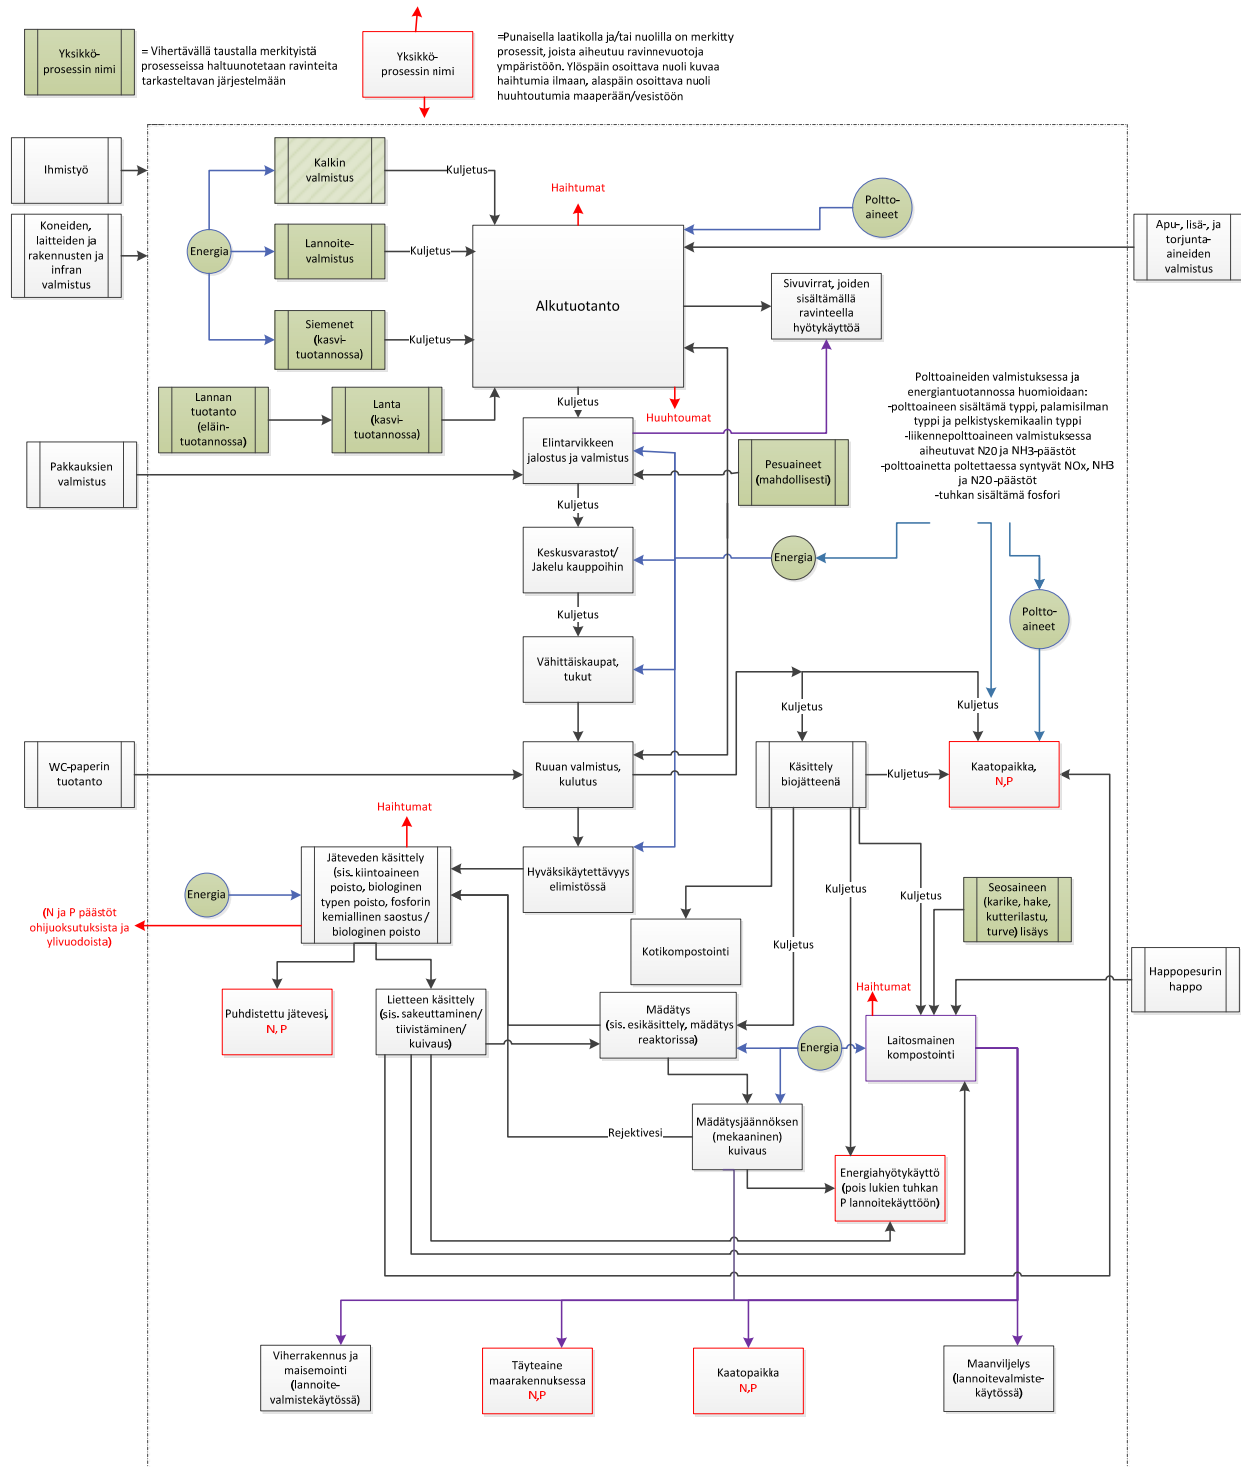 Yksikkö-
prosessin nimi
= Vihertävällä taustalla merkityistä
prosesseissa haltuunotetaan ravinteita
tarkasteltavan järjestelmään
Yksikkö-
prosessin nimi
=Punaisella laatikolla ja/tai nuolilla on merkitty
prosessit, joista aiheutuu ravinnevuotoja
ympäristöön. Ylöspäin osoittava nuoli kuvaa
haihtumia ilmaan, alaspäin osoittava nuoli
huuhtoutumia maaperään/vesistöön
Ihmistyö
Koneiden,
laitteiden ja
rakennusten ja
infran
valmistus
Energia
Kalkin
valmistus
Kuljetus
Lannoite-
valmistus
Kuljetus
Siemenet
(kasvi-
tuotannossa)
Kuljetus
Lannan
tuotanto
(eläin-
tuotannossa)
Lanta
(kasvi-
tuotannossa)
Haihtumat
Alkutuotanto
Huuhtoumat
Poltto-
aineet
Apu-, lisä-, ja
torjunta-
aineiden
valmistus
Sivuvirrat, joiden
sisältämällä
ravinteella
hyötykäyttöä
Kuljetus
Pakkauksien
valmistus
Elintarvikkeen
jalostus ja valmistus
Pesuaineet
(mahdollisesti)
Polttoaineiden valmistuksessa ja
energiantuotannossa huomioidaan:
-polttoaineen sisältämä typpi, palamisilman
typpi ja pelkistyskemikaalin typpi
-liikennepolttoaineen valmistuksessa
aiheutuvat N2O ja NH3-päästöt
-polttoainetta poltettaessa syntyvät NOx, NH3
ja N2O -päästöt
-tuhkan sisältämä fosfori
Kuljetus
Keskusvarastot/
Jakelu kauppoihin
Energia
Poltto-
aineet
Kuljetus
Vähittäiskaupat,
tukut
Kuljetus
Kuljetus
WC-paperin
tuotanto
Ruuan valmistus,
kulutus
Käsittely
biojätteenä
Kuljetus
Kaatopaikka,
N,P
Haihtumat
Energia
Jäteveden käsittely
(sis. kiintoaineen
poisto, biologinen
typen poisto, fosforin
kemiallinen saostus /
biologinen poisto
(N ja P päästöt
ohijuoksutuksista ja
ylivuodoista)
Hyväksikäytettävyys
elimistössä
Kuljetus
Kuljetus
Kuljetus
Kotikompostointi
Seosaineen
(karike, hake,
kutterilastu,
turve) lisäys
Happopesurin
happo
Puhdistettu jätevesi,
N, P
Lietteen käsittely
(sis. sakeuttaminen/
tiivistäminen/
kuivaus)
Mädätys
(sis. esikäsittely, mädätys
reaktorissa)
Energia
Haihtumat
Laitosmainen
kompostointi
Rejektivesi
Mädätysjäännöksen
(mekaaninen)
kuivaus
Energiahyötykäyttö
(pois lukien tuhkan
P lannoitekäyttöön)
Viherrakennus ja
maisemointi
(lannoite-
valmistekäytössä)
Täyteaine
maarakennuksessa
N,P
Kaatopaikka
N,P
Maanviljelys
(lannoitevalmiste-
käytössä)